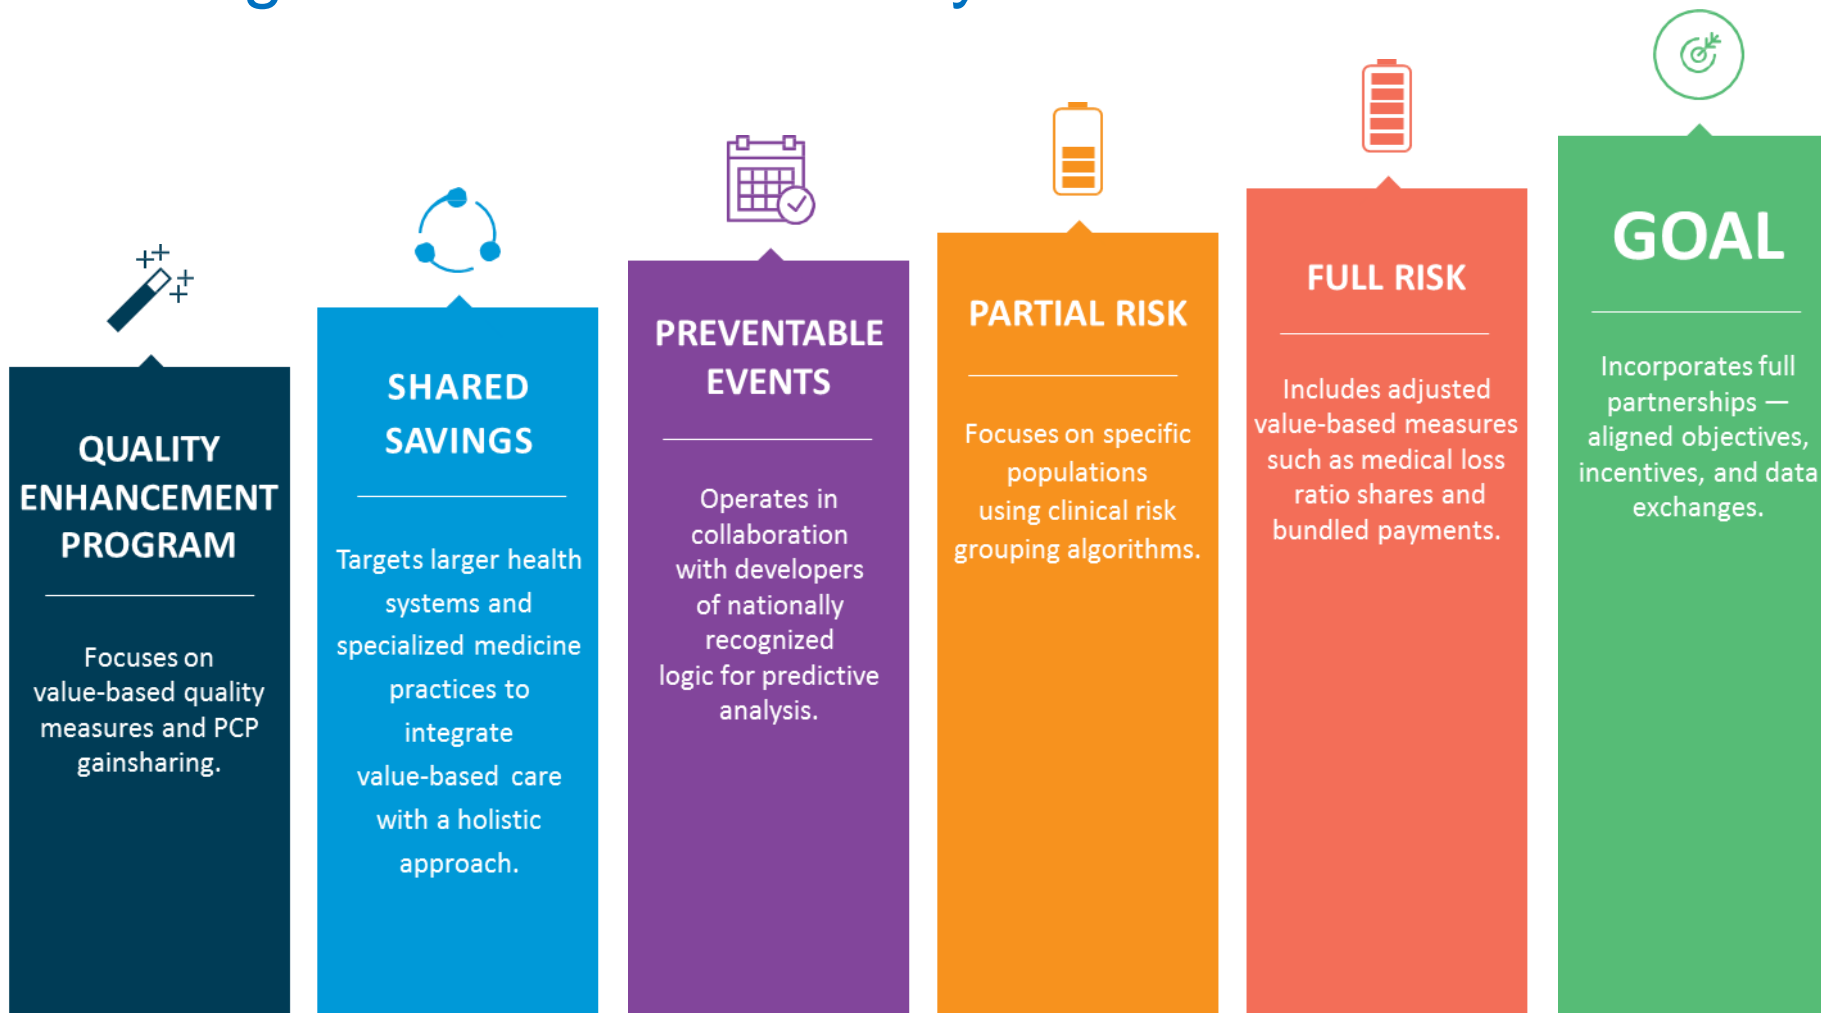 QUALITY
ENHANCEMENT
PROGRAM
Focuses on
value-based quality
measures and PCP
gainsharing.
SHARED
SAVINGS
Targets larger health
systems and
specialized medicine
practices to
integrate
value-based care
with a holistic
approach.
PREVENTABLE
EVENTS
Operates in
collaboration
with developers
of nationally
recognized
logic for predictive
analysis.
PARTIAL RISK
Focuses on specific
populations
using clinical risk
grouping algorithms.
FULL RISK
Includes adjusted
value-based measures
such as medical loss
ratio shares and
bundled payments.
GOAL
Incorporates full
partnerships —
aligned objectives,
incentives, and data
exchanges.